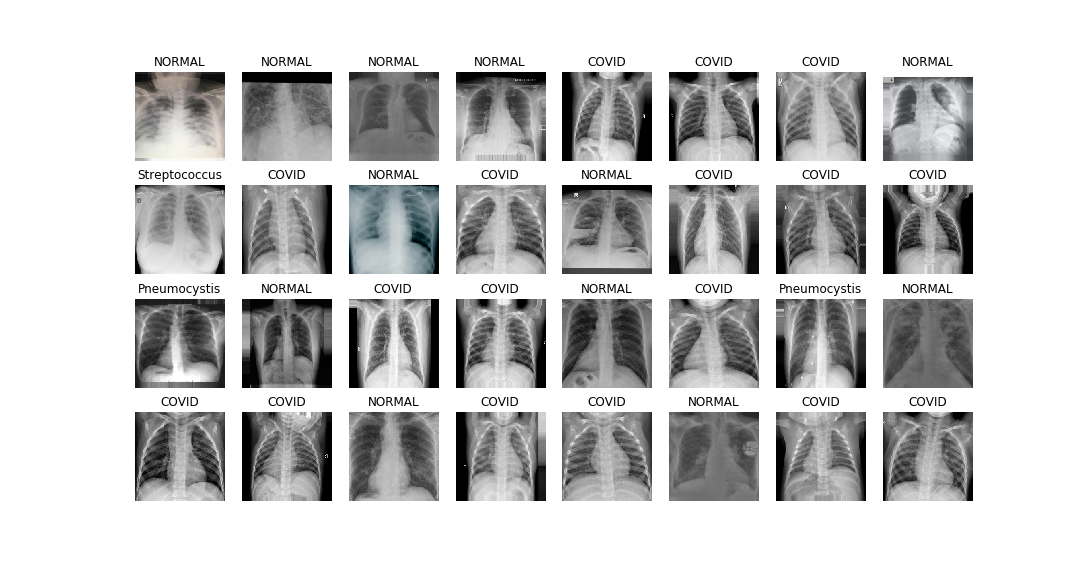 NORMAL NORMAL NORMAL NORMAL COVID COVID COVID NORMAL
Streptococcus COVID NORMAL COVID NORMAL COVID COVID COVID
Pneumocystis NORMAL COVID COVID NORMAL COVID Pneumocystis NORMAL
COVID COVID NORMAL COVID COVID NORMAL COVID COVID